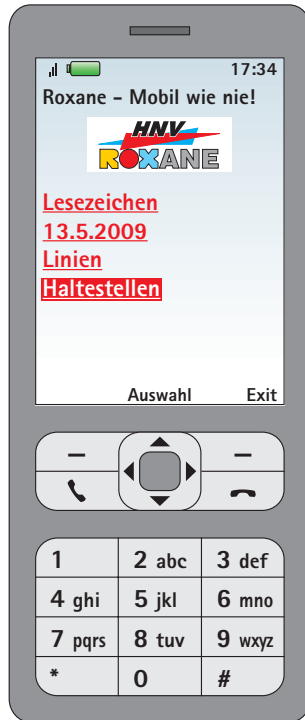 17:34
Roxane – Mobil wie nie!
HNV
ROXANE
Lesezeichen
13.5.2009
Linien
Haltestellen
Auswahl Exit
1 2 abc 3 def
4 ghi 5 jkl 6 mno
7 pqrs 8 tuv 9 wxyz
* 0 #